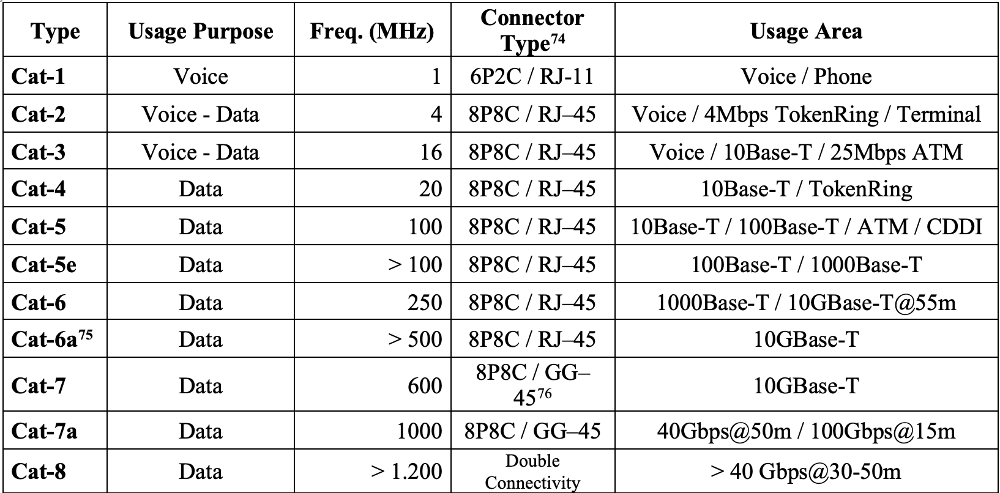 Type Usage Purpose Freq. (MHz) Connector Type74 Usage Area
Cat-1 Voice 1 6P2C / RJ-11 Voice / Phone
Cat-2 Voice - Data 4 8P8C / RJ–45 Voice / 4Mbps TokenRing / Terminal
Cat-3 Voice - Data 16 8P8C / RJ–45 Voice / 10Base-T / 25Mbps ATM
Cat-4 Data 20 8P8C / RJ–45 10Base-T / TokenRing
Cat-5 Data 100 8P8C / RJ–45 10Base-T / 100Base-T / ATM / CDDI
Cat-5e Data > 100 8P8C / RJ–45 100Base-T / 1000Base-T
Cat-6 Data 250 8P8C / RJ–45 1000Base-T / 10GBase-T@55m
Cat-6a75 Data > 500 8P8C / RJ–45 10GBase-T
Cat-7 Data 600 8P8C / GG–4576 10GBase-T
Cat-7a Data 1000 8P8C / GG–45 40Gbps@50m / 100Gbps@15m
Cat-8 Data > 1.200 Double Connectivity > 40 Gbps@30-50m